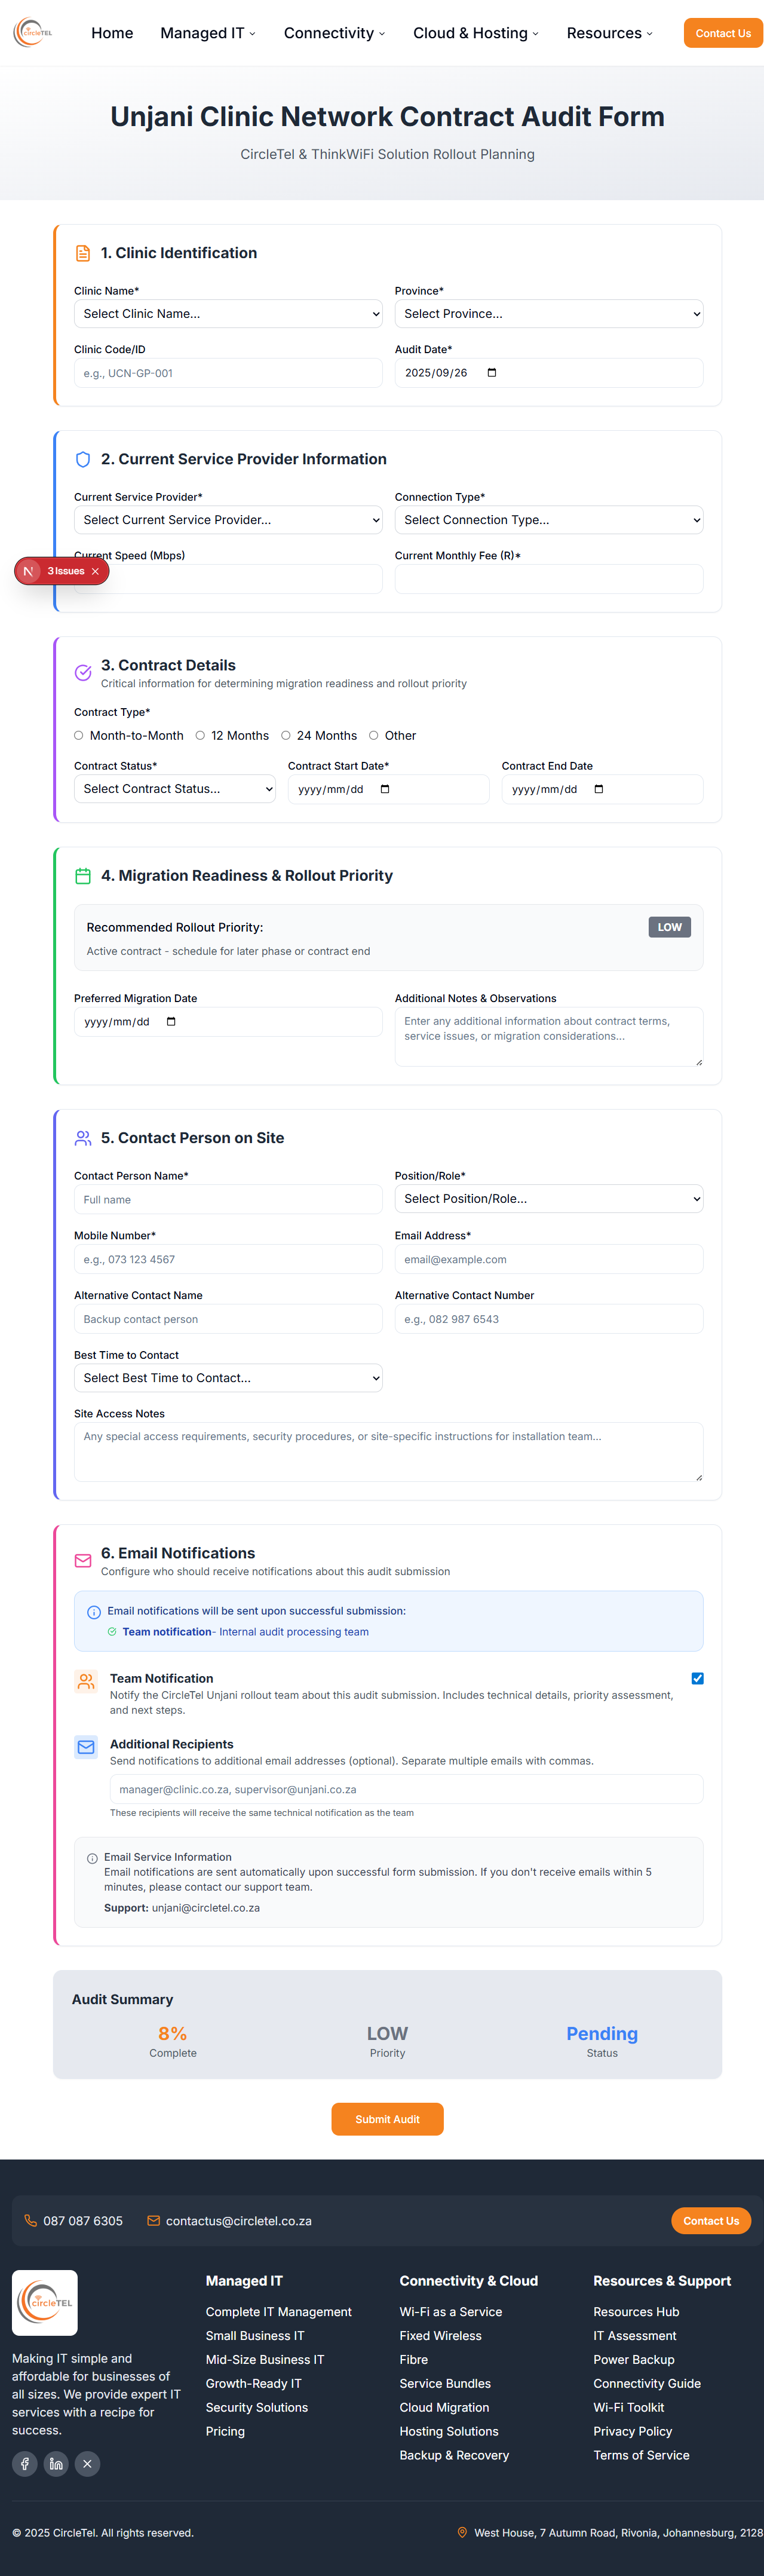 circleTEL
Home
Managed IT
Connectivity
Cloud & Hosting
Resources
Contact Us
Unjani Clinic Network Contract Audit Form
CircleTel & ThinkWiFi Solution Rollout Planning
1. Clinic Identification
Clinic Name*
Province*
Select Clinic Name...
Select Province...
Clinic Code/ID
Audit Date*
e.g., UCN-GP-001
2025/09/26
2. Current Service Provider Information
Current Service Provider*
Connection Type*
Select Current Service Provider...
Select Connection Type...
Current Speed (Mbps)
Current Monthly Fee (R)*
N
3 Issues
3. Contract Details
Critical information for determining migration readiness and rollout priority
Contract Type*
Month-to-Month
12 Months
24 Months
Other
Contract Status*
Contract Start Date*
Contract End Date
Select Contract Status...
yyyy/mm/dd
yyyy/mm/dd
4. Migration Readiness & Rollout Priority
Recommended Rollout Priority:
LOW
Active contract - schedule for later phase or contract end
Preferred Migration Date
Additional Notes & Observations
yyyy/mm/dd
Enter any additional information about contract terms,
service issues, or migration considerations...
5. Contact Person on Site
Contact Person Name*
Position/Role*
Full name
Select Position/Role...
Mobile Number*
Email Address*
e.g., 073 123 4567
email@example.com
Alternative Contact Name
Alternative Contact Number
Backup contact person
e.g., 082 987 6543
Best Time to Contact
Select Best Time to Contact...
Site Access Notes
Any special access requirements, security procedures, or site-specific instructions for installation team...
6. Email Notifications
Configure who should receive notifications about this audit submission
Email notifications will be sent upon successful submission:
Team notification- Internal audit processing team
Team Notification
Notify the CircleTel Unjani rollout team about this audit submission. Includes technical details, priority assessment,
and next steps.
Additional Recipients
Send notifications to additional email addresses (optional). Separate multiple emails with commas.
manager@clinic.co.za, supervisor@unjani.co.za
These recipients will receive the same technical notification as the team
Email Service Information
Email notifications are sent automatically upon successful form submission. If you don't receive emails within 5
minutes, please contact our support team.
Support: unjani@circletel.co.za
Audit Summary
8%
LOW
Pending
Complete
Priority
Status
Submit Audit
087 087 6305
contactus@circletel.co.za
Contact Us
circleTEL
Making IT simple and
affordable for businesses of
all sizes. We provide expert IT
services with a recipe for
success.
Managed IT
Complete IT Management
Small Business IT
Mid-Size Business IT
Growth-Ready IT
Security Solutions
Pricing
Connectivity & Cloud
Wi-Fi as a Service
Fixed Wireless
Fibre
Service Bundles
Cloud Migration
Hosting Solutions
Backup & Recovery
Resources & Support
Resources Hub
IT Assessment
Power Backup
Connectivity Guide
Wi-Fi Toolkit
Privacy Policy
Terms of Service
© 2025 CircleTel. All rights reserved.
West House, 7 Autumn Road, Rivonia, Johannesburg, 2128